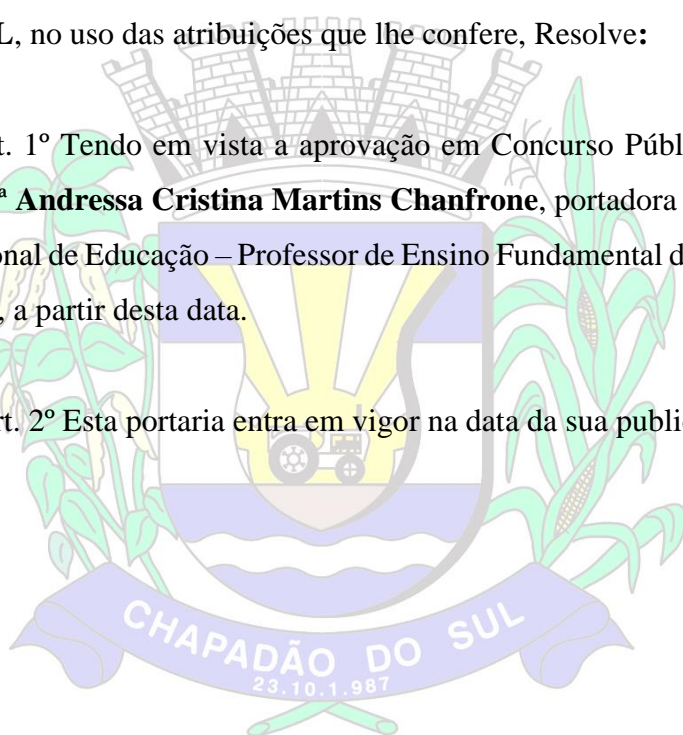 L, no uso das atribuições que lhe confere, Resolve:
t. 1º Tendo em vista a aprovação em Concurso Públ
ª Andressa Cristina Martins Chanfrone, portadora
onal de Educação – Professor de Ensino Fundamental d
, a partir desta data.
rt. 2º Esta portaria entra em vigor na data da sua publi
CHAPADÃO DO SUL
23.10.1.987